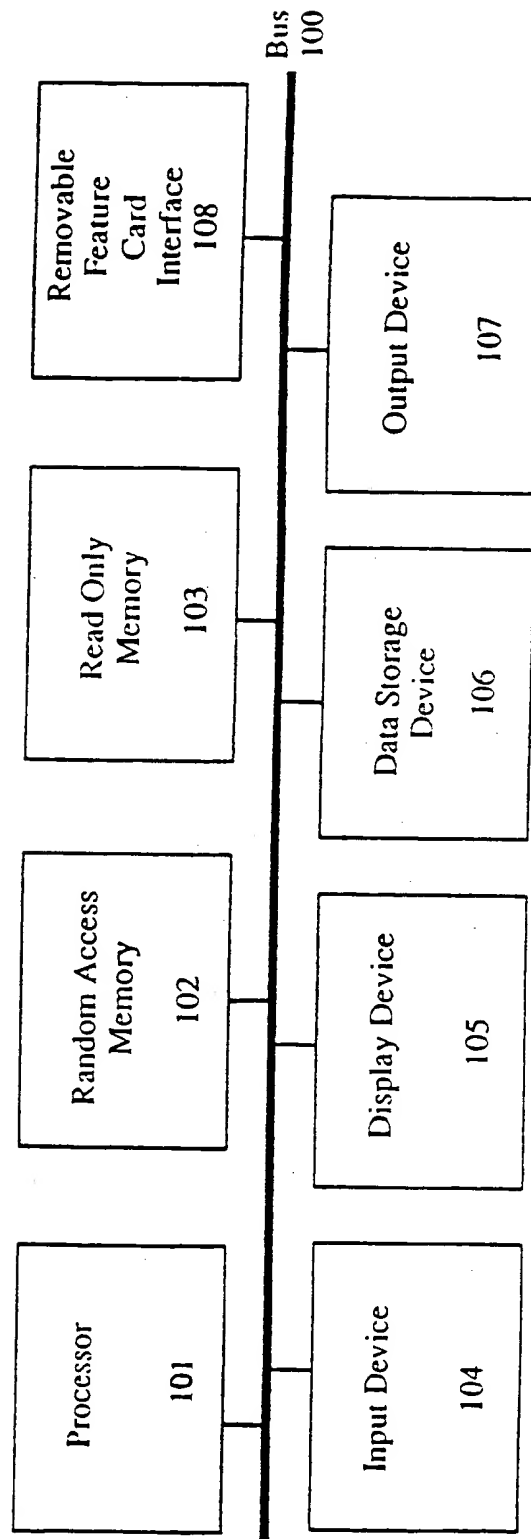 Processor
101
Random Access
Memory
102
Read Only
Memory
103
Removable
Feature
Card
Interface
108
Bus
100
Input Device
104
Display Device
105
Data Storage
Device
106
Output Device
107